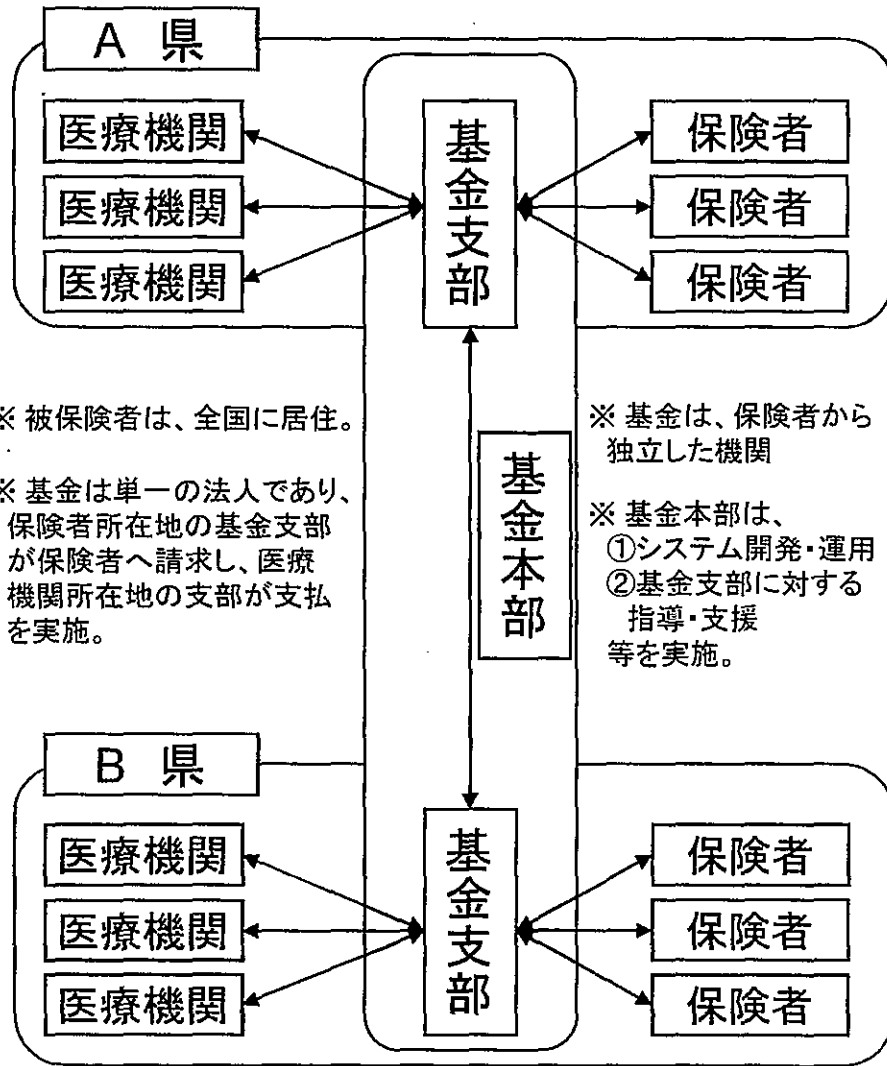 A 県
医療機関
医療機関
医療機関
基金支部
保険者
保険者
保険者
※ 被保険者は、全国に居住。
※ 基金は単一の法人であり、
保険者所在地の基金支部
が保険者へ請求し、医療
機関所在地の支部が支払
を実施。
基金本部
※ 基金は、保険者から
独立した機関
※ 基金本部は、
①システム開発・運用
②基金支部に対する
指導・支援
等を実施。
B 県
医療機関
医療機関
医療機関
基金支部
保険者
保険者
保険者